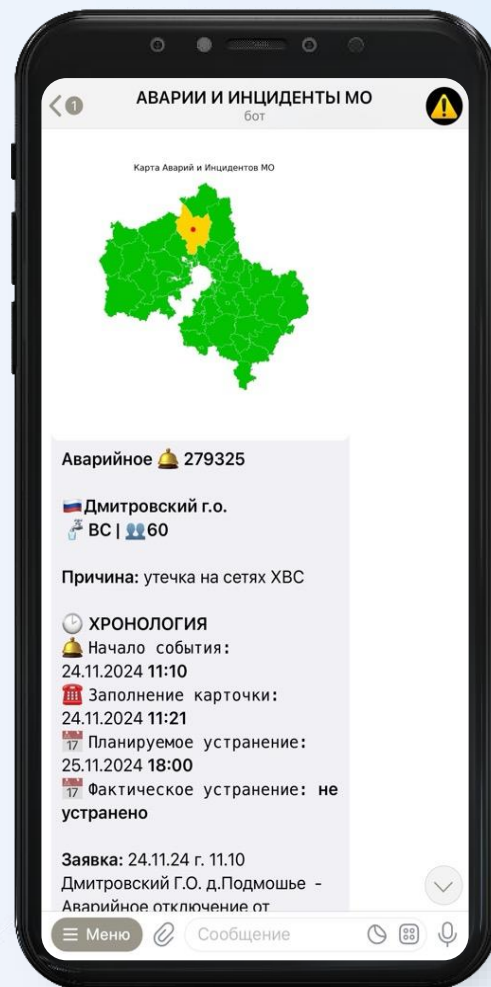 1
АВАРИИ И ИНЦИДЕНТЫ МО
бот
Карта Аварий и Инцидентов МО
Аварийное 🛎 279325
🇷🇺Дмитровский г.о.
🚰 ВС | 👥60
Причина: утечка на сетях ХВС
🕒 ХРОНОЛОГИЯ
🛎 Начало события:
24.11.2024 11:10
☎️ Заполнение карточки:
24.11.2024 11:21
📅 Планируемое устранение:
25.11.2024 18:00
📅 Фактическое устранение: не
устранено
Заявка: 24.11.24 г. 11.10
Дмитровский Г.О. д.Подмошье -
Аварийное отключение от
Меню
Сообщение